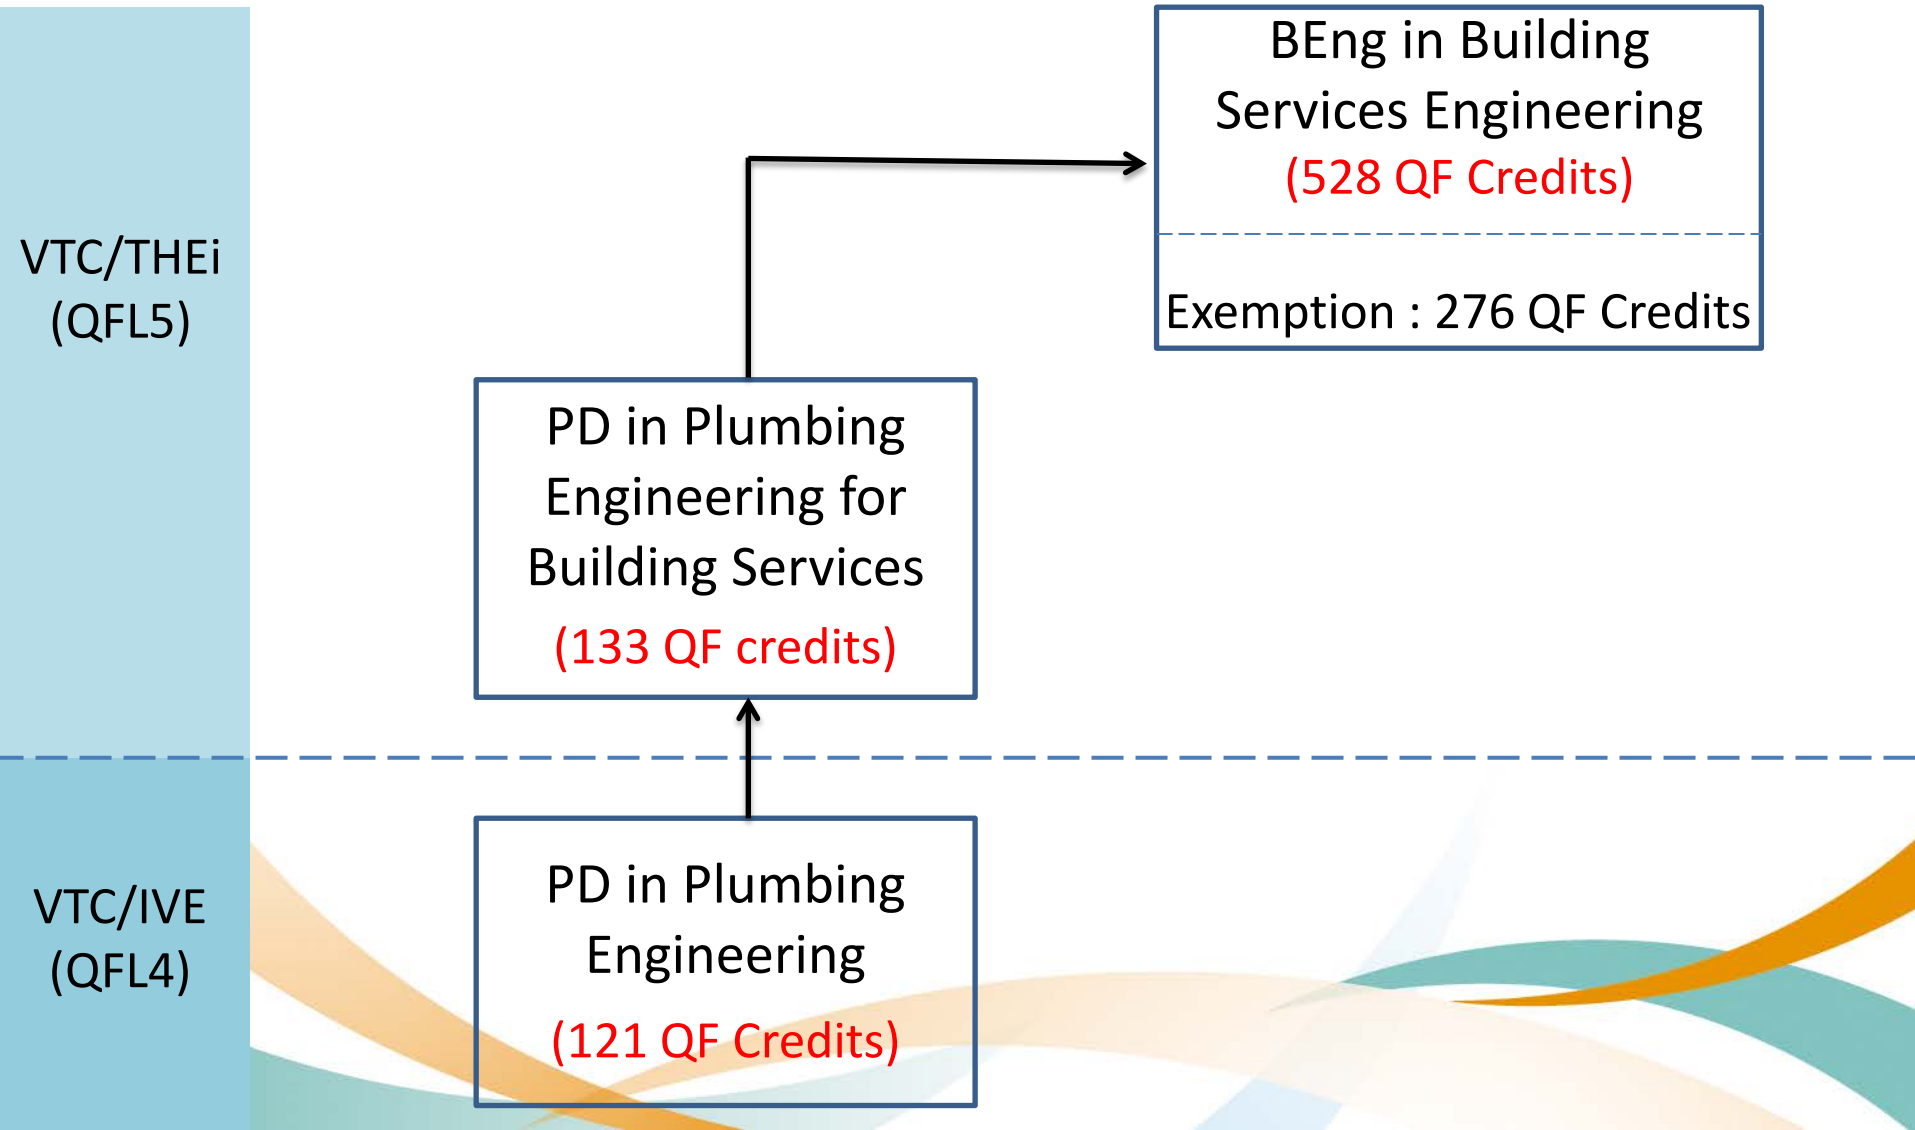 BEng in Building
Services Engineering
(528 QF Credits)
Exemption : 276 QF Credits
VTC/THEi
(QFL5)
PD in Plumbing
Engineering for
Building Services
(133 QF credits)
VTC/IVE
(QFL4)
PD in Plumbing
Engineering
(121 QF Credits)